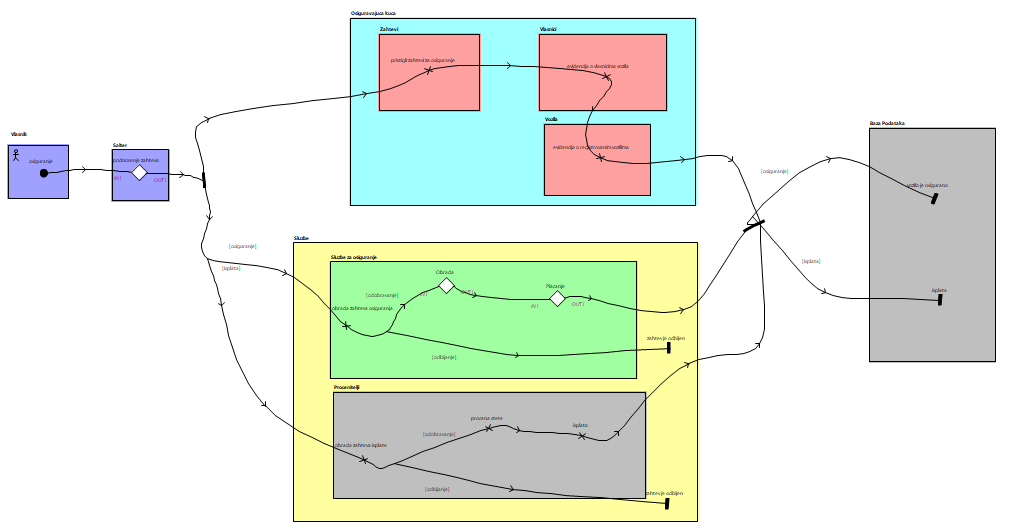 Osiguravajuca kuca
Zahtevi
pristigli zahtevi za osiguranje
Vlasnici
evidencija o vlasnicima vozila
Vozila
evidencija o registrovanim vozilima
Baza Podataka
vozilo je osigurano
isplata
Vlasnik
osiguranje
Salter
podnosenje zahteva
IN1
OUT1
[osiguranje]
[isplata]
[osiguranje]
[isplata]
Sluzbe
Sluzbe za osiguranje
Obrada
IN1
OUT1
Placanje
IN1
OUT1
[odobravanje]
obrada zahteva osiguranja
[odbijanje]
zahtev je odbijen
Procenitelji
procena stete
isplata
[odobravanje]
obrada zahteva isplate
[odbijanje]
zahtev je odbijen